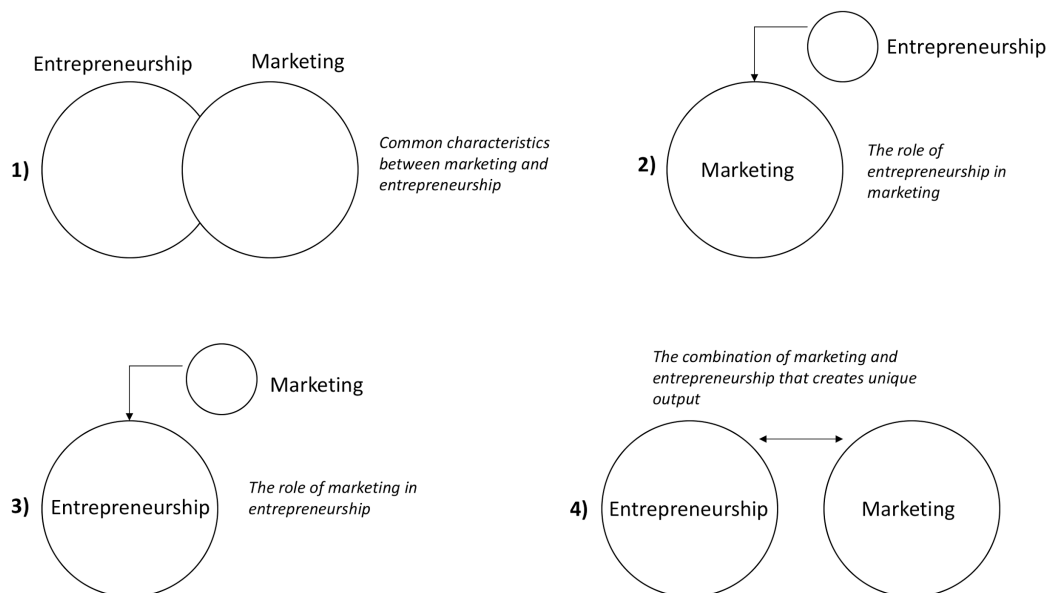 Entrepreneurship
Marketing
1)
Common characteristics
between marketing and
entrepreneurship
Entrepreneurship
2)
Marketing
The role of
entrepreneurship in
marketing
Marketing
3)
Entrepreneurship
The role of marketing in
entrepreneurship
The combination of marketing and
entrepreneurship that creates unique
output
4)
Entrepreneurship
Marketing